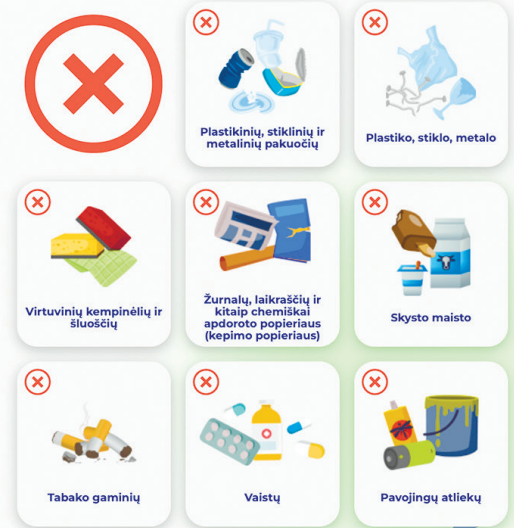 Plastikinių, stiklinių ir
metalinių pakuočių
Plastiko, stiklo, metalo
Virtuvinių kempinėlių ir
šluosčių
Žurnalų, laikraščių ir
kitaip chemiškai
apdoroto popieriaus
(kepimo popieriaus)
Skysto maisto
Tabako gaminių
Vaistų
Pavojingų atliekų